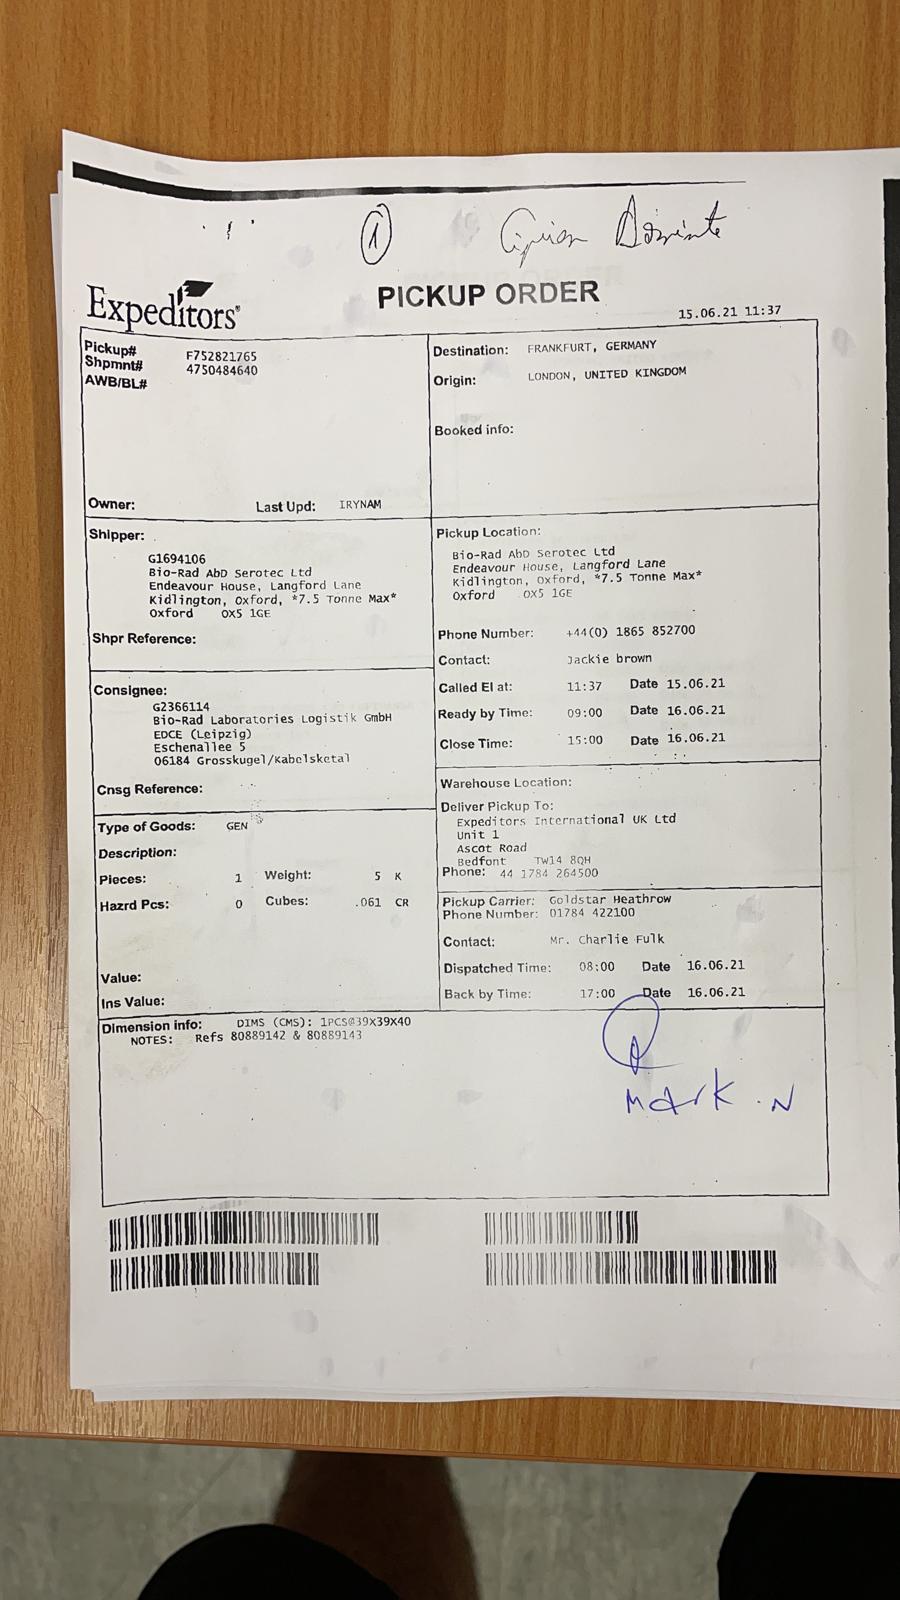 1
Expeditors
PICKUP ORDER
15.06.21 11:37
Pickup# F752821765
Shpmnt# 4750484640
AWB/BL#
Owner: Last Upd: IRYNAM
Destination: FRANKFURT, GERMANY
Origin: LONDON, UNITED KINGDOM
Booked info:
Shipper:
G1694106
Bio-Rad AbD Serotec Ltd
Endeavour House, Langford Lane
Kidlington, Oxford, *7.5 Tonne Max*
Oxford OX5 1GE
Shpr Reference:
Consignee:
G2366114
Bio-Rad Laboratories Logistik GmbH
EDCE (Leipzig)
Eschenallee 5
06184 Grosskugel/Kabelsketal
Cnsg Reference:
Type of Goods: GEN
Description:
Pieces: 1 Weight: 5 K
Hazrd Pcs: 0 Cubes: .061 CR
Value:
Ins Value:
Pickup Location:
Bio-Rad AbD Serotec Ltd
Endeavour House, Langford Lane
Kidlington, Oxford, *7.5 Tonne Max*
Oxford OX5 1GE
Phone Number: +44(0) 1865 852700
Contact: Jackie brown
Called EI at: 11:37 Date 15.06.21
Ready by Time: 09:00 Date 16.06.21
Close Time: 15:00 Date 16.06.21
Warehouse Location:
Deliver Pickup To:
Expeditors International UK Ltd
Unit 1
Ascot Road
Bedfont TW14 8QH
Phone: 44 1784 264500
Pickup Carrier: Goldstar Heathrow
Phone Number: 01784 422100
Contact: Mr. Charlie Fulk
Dispatched Time: 08:00 Date 16.06.21
Back by Time: 17:00 Date 16.06.21
Dimension info: DIMS (CMS): 1PCS@39X39X40
NOTES: Refs 80889142 & 80889143
Mark . N